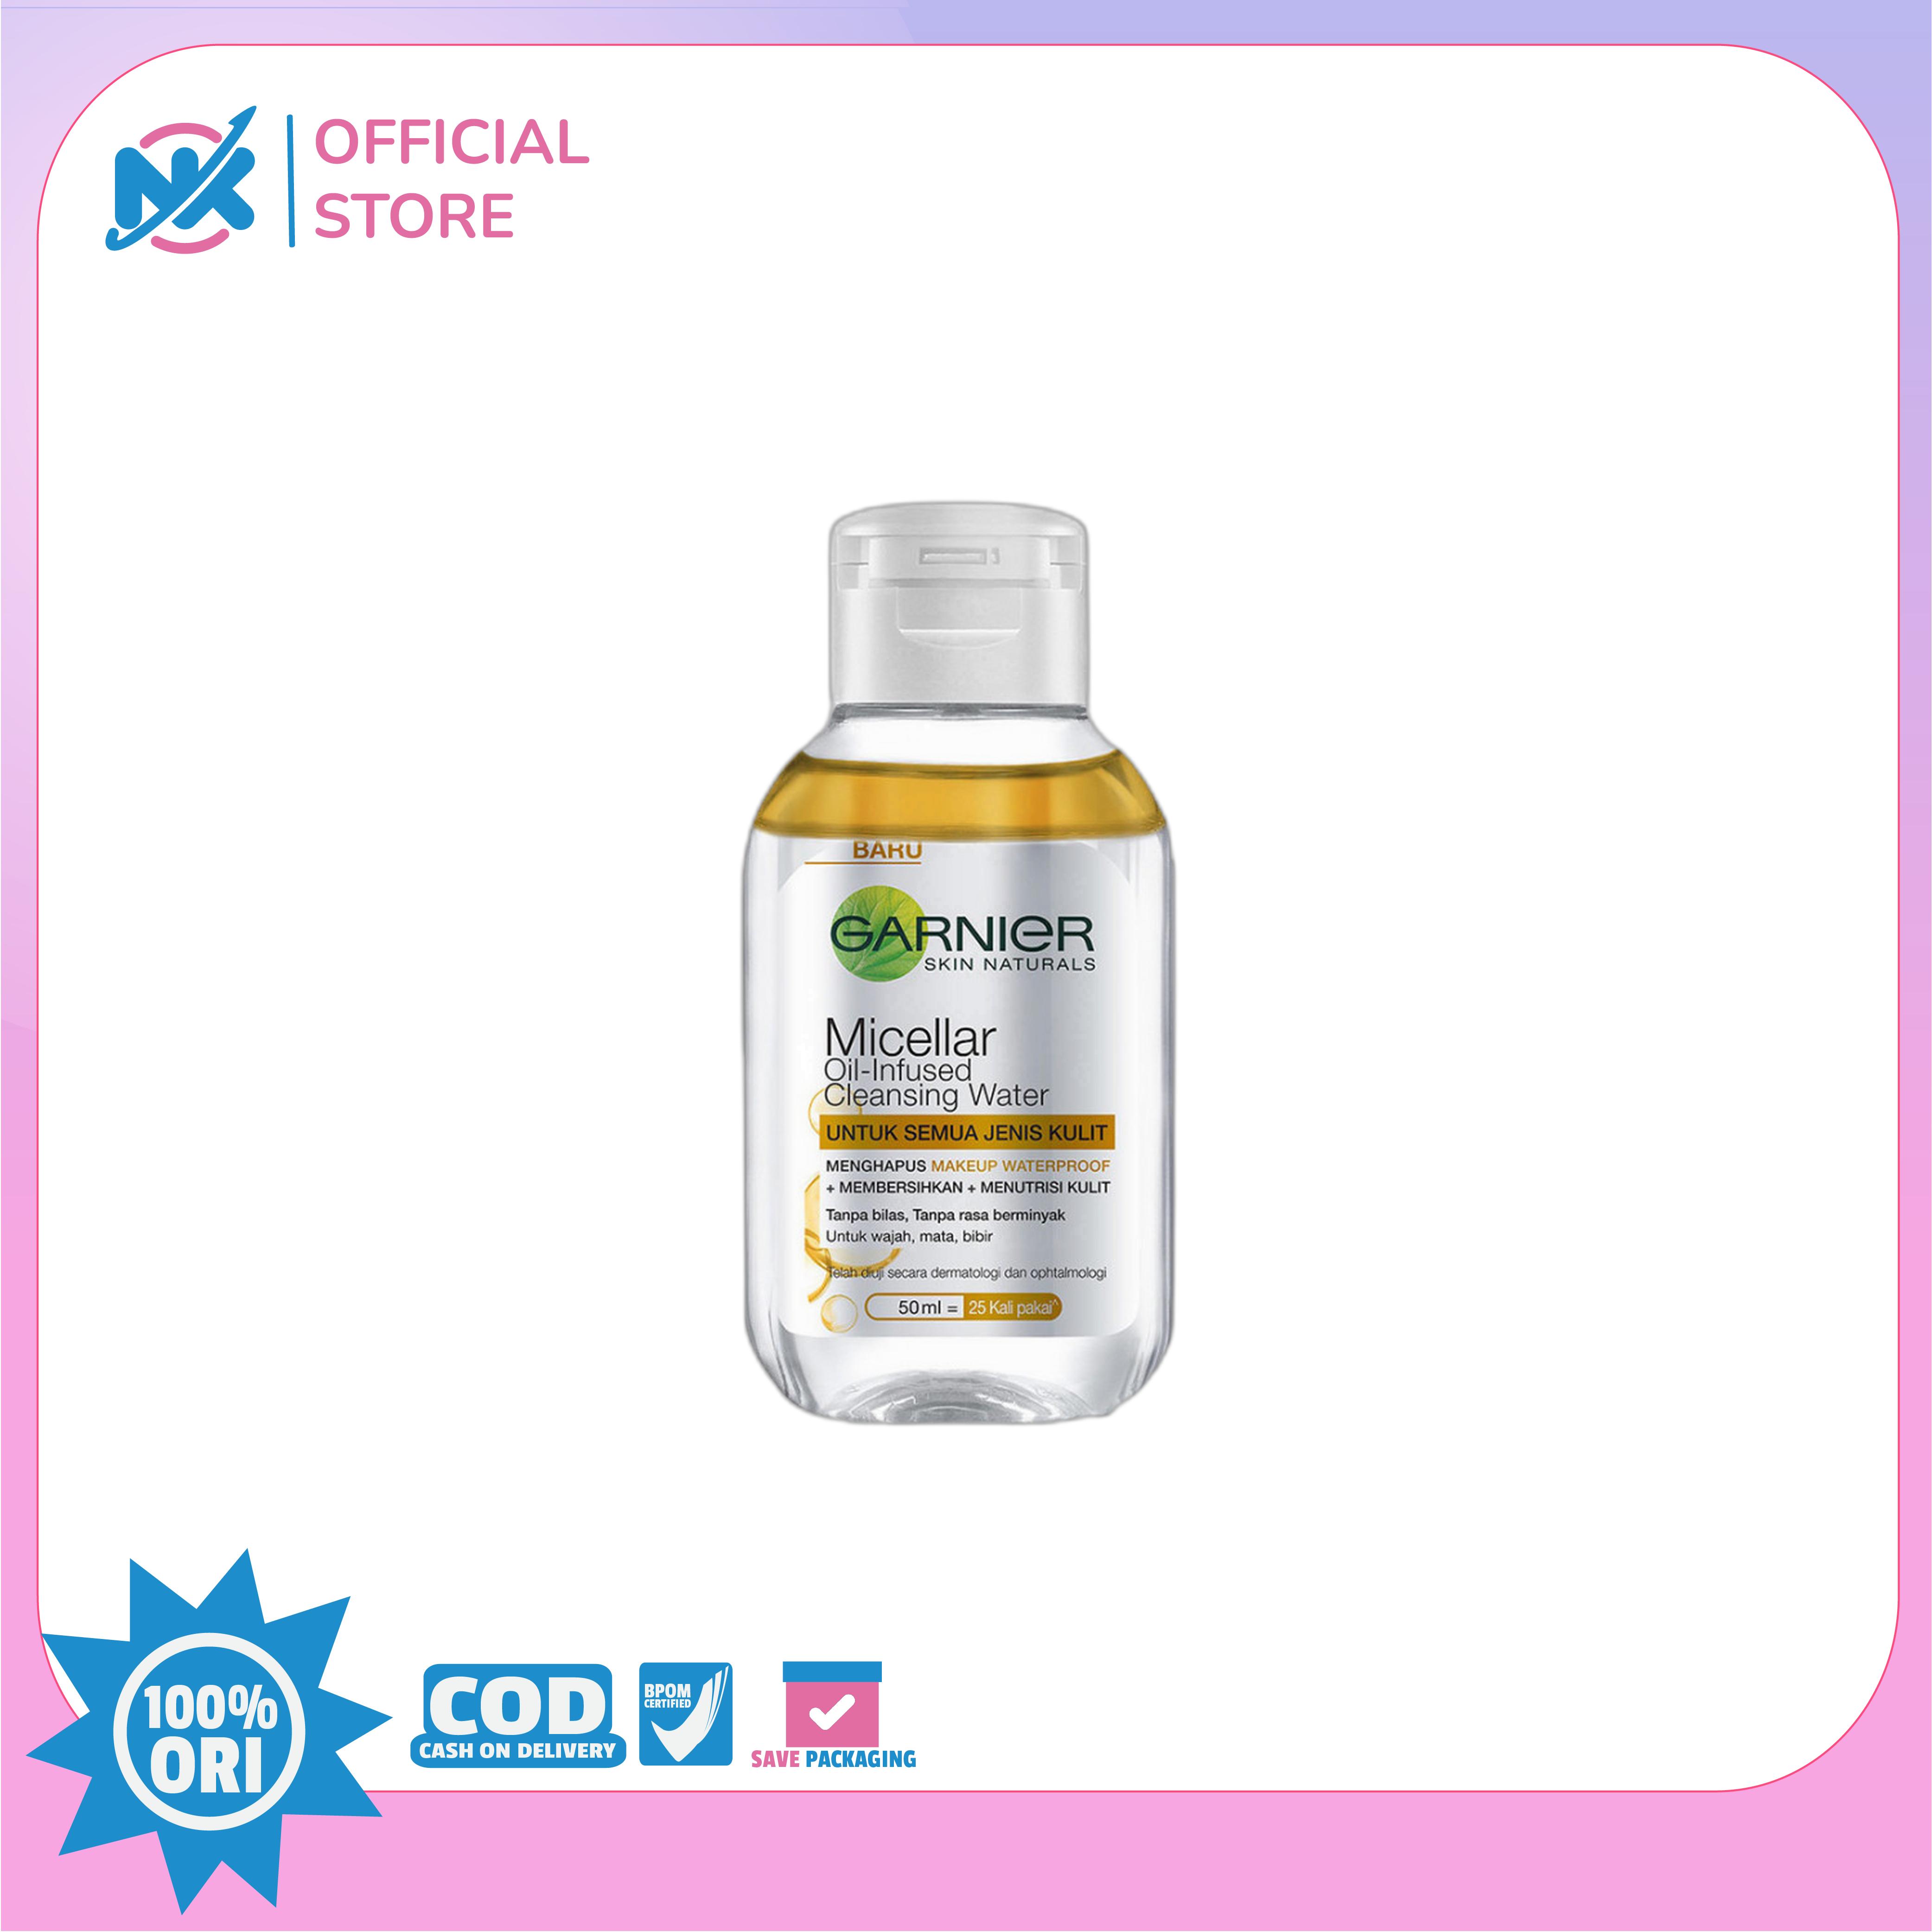 NK
OFFICIAL
STORE
BARU
GARNIER
SKIN NATURALS
Micellar
Oil-Infused
Cleansing Water
UNTUK SEMUA JENIS KULIT
MENGHAPUS MAKEUP WATERPROOF
+ MEMBERSIHKAN + MENUTRISI KULIT
Tanpa bilas, Tanpa rasa berminyak
Untuk wajah, mata, bibir
Telah diuji secara dermatologi dan ophtalmologi
50ml = 25 Kali pakai^
100%
ORI
COD
CASH ON DELIVERY
BPOM
CERTIFIED
SAVE PACKAGING